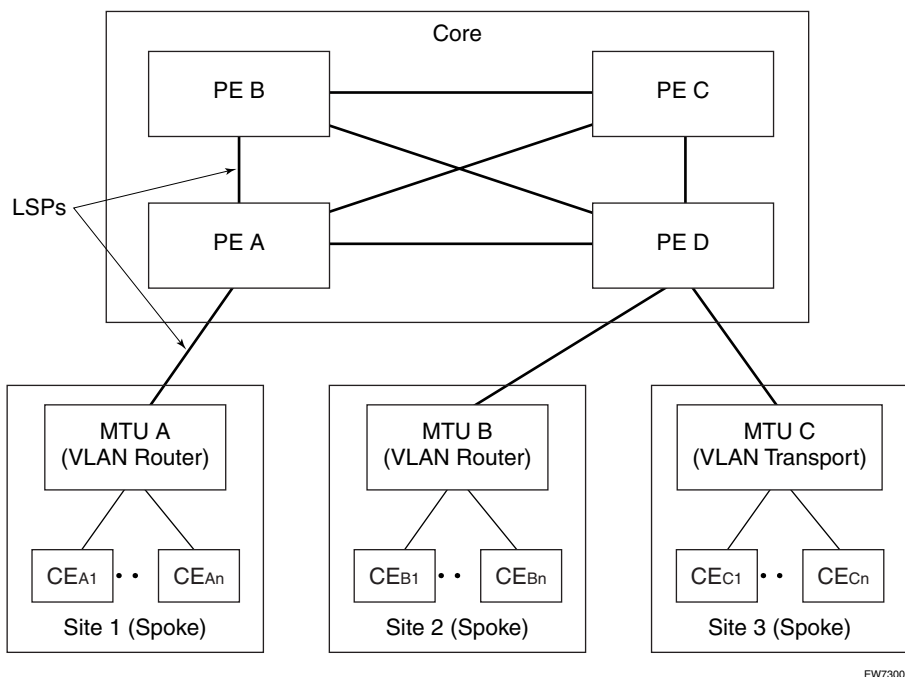 Core
PE B
PE C
LSPs
PE A
PE D
MTU A
(VLAN Router)
MTU B
(VLAN Router)
MTU C
(VLAN Transport)
CEA1 • • CEAn
CEB1 • • CEBn
CEC1 • • CECn
Site 1 (Spoke)
Site 2 (Spoke)
Site 3 (Spoke)
EW7300